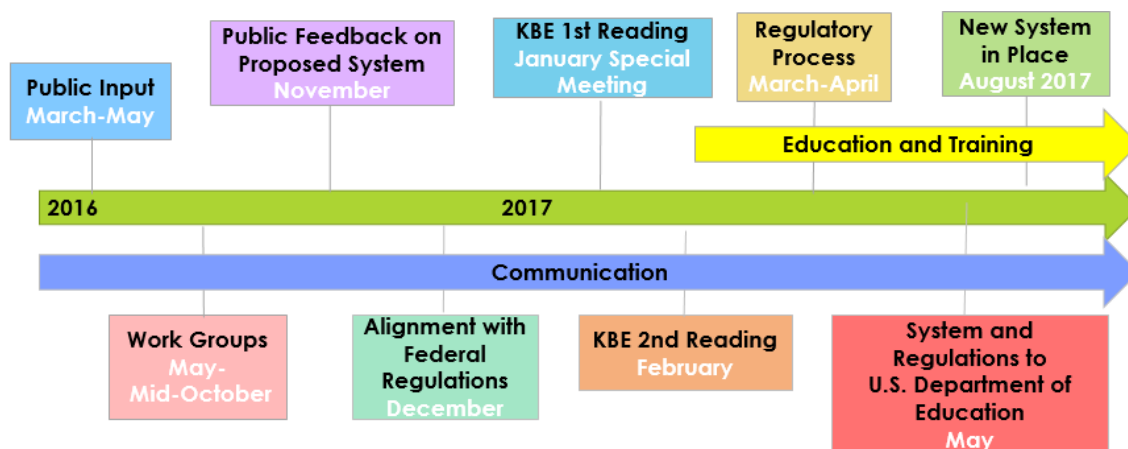 Public Input
March-May
Public Feedback on
Proposed System
November
KBE 1st Reading
January Special
Meeting
Regulatory
Process
March-April
New System
in Place
August 2017
Education and Training
2016
2017
Communication
Work Groups
May-
Mid-October
Alignment with
Federal
Regulations
December
KBE 2nd Reading
February
System and
Regulations to
U.S. Department of
Education
May